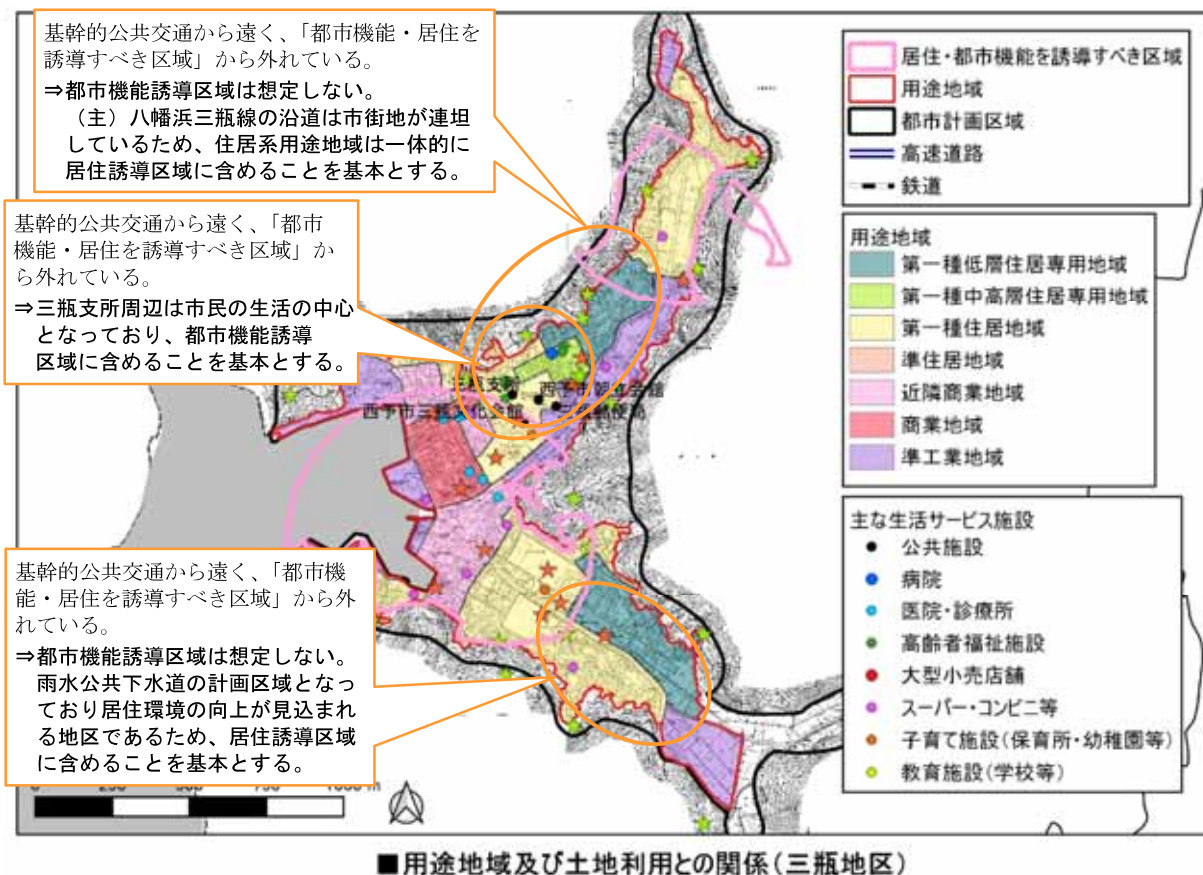 基幹的公共交通から遠く、「都市機能・居住を
誘導すべき区域」から外れている。
⇒都市機能誘導区域は想定しない。
（主）八幡浜三瓶線の沿道は市街地が連坦
しているため、住居系用途地域は一体的に
居住誘導区域に含めることを基本とする。
基幹的公共交通から遠く、「都市
機能・居住を誘導すべき区域」か
ら外れている。
⇒三瓶支所周辺は市民の生活の中心
となっており、都市機能誘導
区域に含めることを基本とする。
西予市三瓶文化会館
基幹的公共交通から遠く、「都市機
能・居住を誘導すべき区域」から外
れている。
⇒都市機能誘導区域は想定しない。
雨水公共下水道の計画区域となっ
ており居住環境の向上が見込まれ
る地区であるため、居住誘導区域
に含めることを基本とする。
居住・都市機能を誘導すべき区域
用途地域
都市計画区域
高速道路
鉄道
用途地域
第一種低層住居専用地域
第一種中高層住居専用地域
第一種住居地域
準住居地域
近隣商業地域
商業地域
準工業地域
主な生活サービス施設
公共施設
病院
医院・診療所
高齢者福祉施設
大型小売店舗
スーパー・コンビニ等
子育て施設（保育所・幼稚園等）
教育施設（学校等）
■用途地域及び土地利用との関係（三瓶地区）